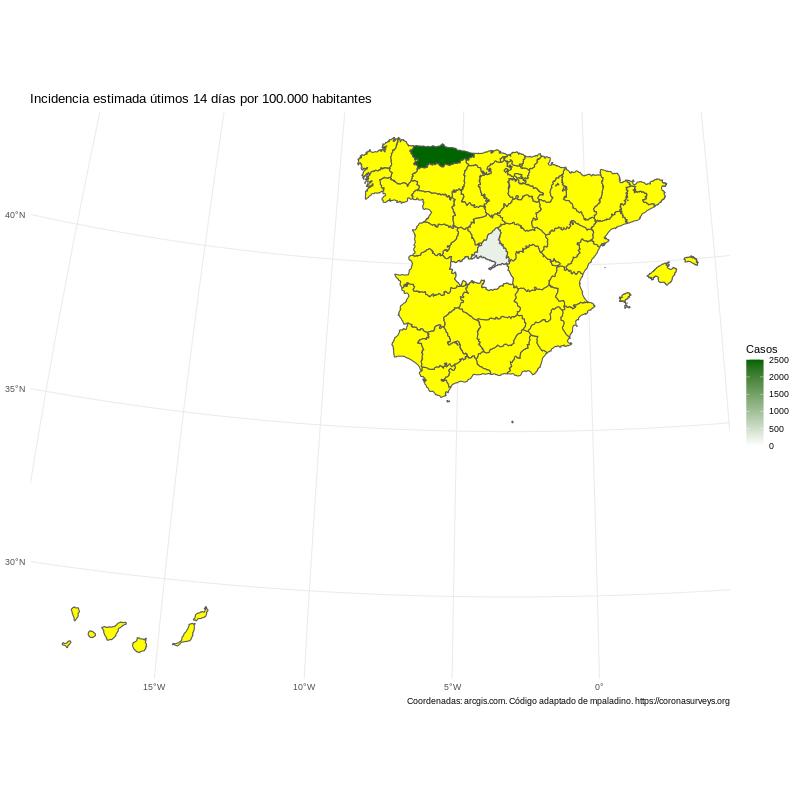 Incidencia estimada útimos 14 días por 100.000 habitantes
40°N
35°N
30°N
Casos
2500
2000
1500
1000
500
0
15°W
10°W
5°W
0°
Coordenadas: arcgis.com. Código adaptado de mpaladino. https://coronasurveys.org